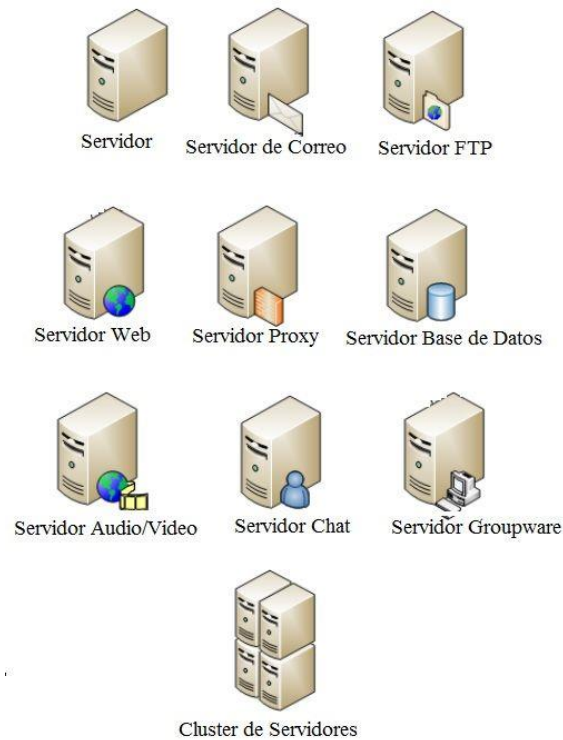 Servidor
Servidor de Correo
Servidor FTP
Servidor Web
Servidor Proxy
Servidor Base de Datos
Servidor Audio/Video
Servidor Chat
Servidor Groupware
Cluster de Servidores